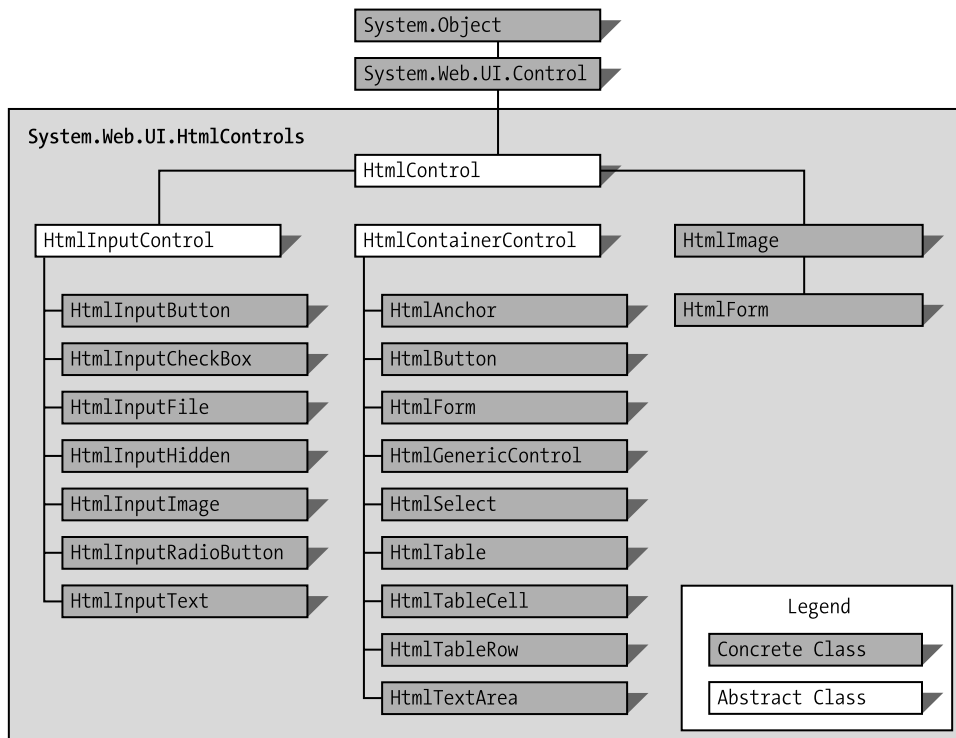 System.Object
System.Web.UI.Control
System.Web.UI.HtmlControls
HtmlControl
HtmlInputControl
HtmlInputButton
HtmlInputCheckBox
HtmlInputFile
HtmlInputHidden
HtmlInputImage
HtmlInputRadioButton
HtmlInputText
HtmlContainerControl
HtmlAnchor
HtmlButton
HtmlForm
HtmlGenericControl
HtmlSelect
HtmlTable
HtmlTableCell
HtmlTableRow
HtmlTextArea
HtmlImage
HtmlForm
Legend
Concrete Class
Abstract Class